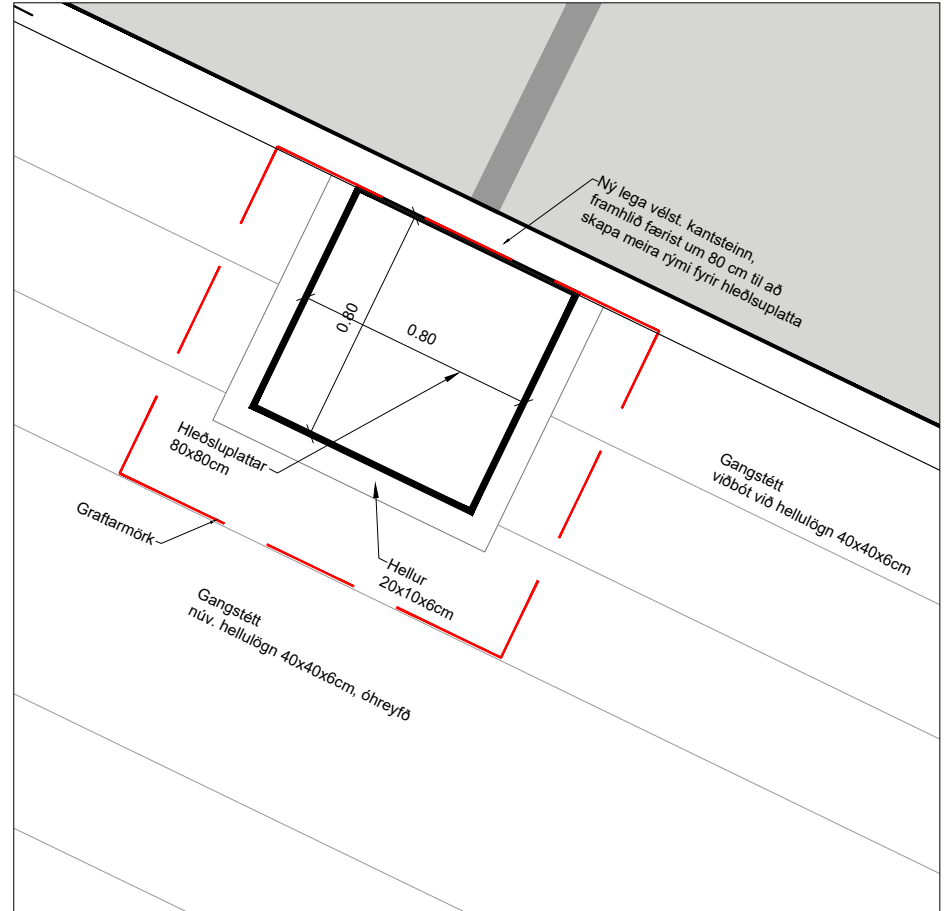 Ný lega vélst. kantsteinn,
framhlið færist um 80 cm til að
skapa meira rými fyrir hleðlsuplatta
0.80
0.80
Hleðsluplattar
80x80cm
Gangstétt
viðbót við hellulögn 40x40x6cm
Graftarmörk
Hellur
20x10x6cm
Gangstétt
núv. hellulögn 40x40x6cm, óhreyfð